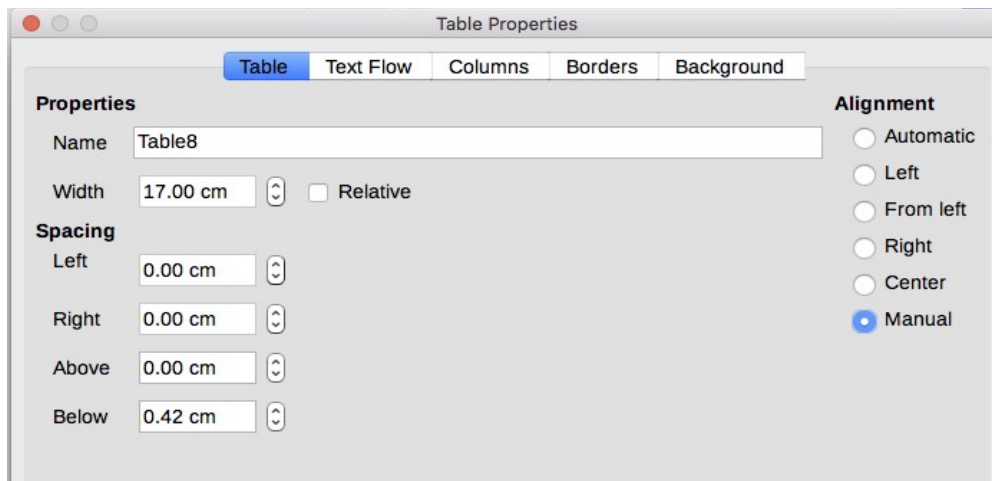 Table Properties
Table Text Flow Columns Borders Background
Properties
Name Table8
Width 17.00 cm Relative
Spacing
Left 0.00 cm
Right 0.00 cm
Above 0.00 cm
Below 0.42 cm
Alignment
Automatic
Left
From left
Right
Center
Manual